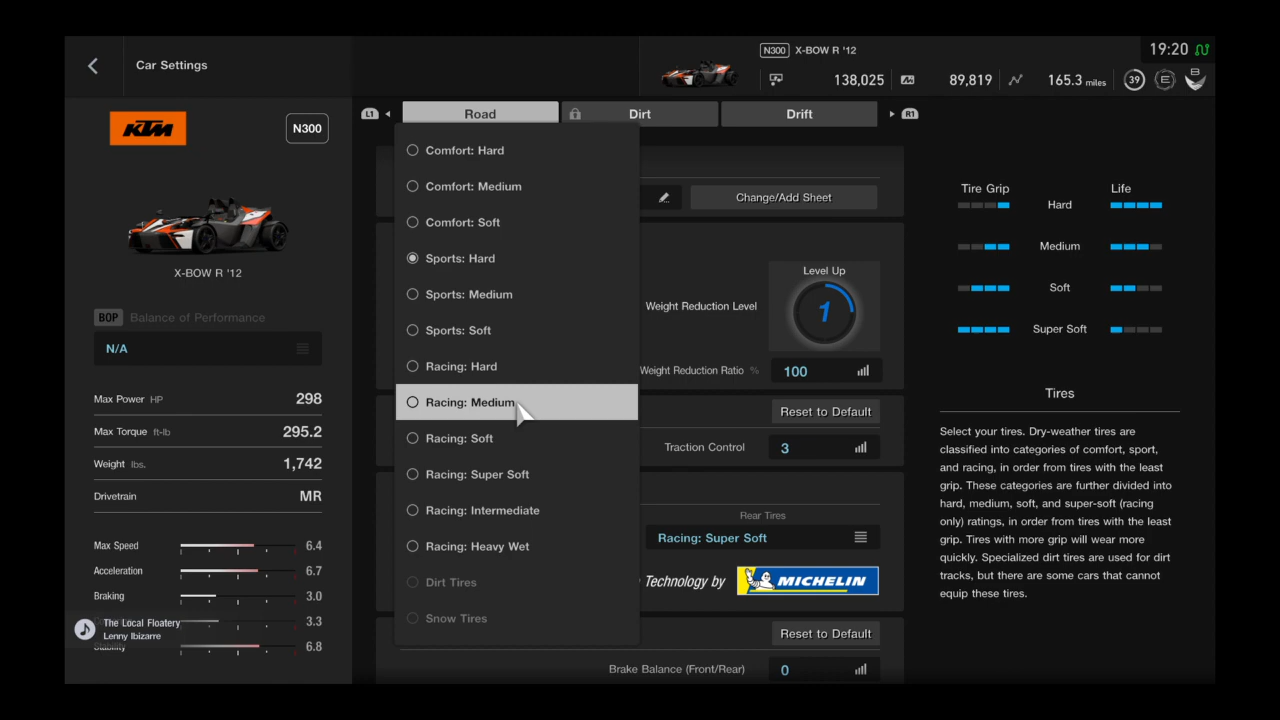 Car Settings
N300 X-BOW R '12
19:20
138,025
89,819
165.3 miles
39
E
B
L1
Road
Dirt
Drift
R1
KTM
N300
X-BOW R '12
BOP Balance of Performance
N/A
Max Power HP 298
Max Torque ft-lb 295.2
Weight lbs. 1,742
Drivetrain MR
Max Speed 6.4
Acceleration 6.7
Braking 3.0
3.3
Stability 6.8
The Local Floatery
Lenny Ibizarre
Comfort: Hard
Comfort: Medium
Comfort: Soft
Sports: Hard
Sports: Medium
Sports: Soft
Racing: Hard
Racing: Medium
Racing: Soft
Racing: Super Soft
Racing: Intermediate
Racing: Heavy Wet
Dirt Tires
Snow Tires
Change/Add Sheet
Level Up
Weight Reduction Level
1
Weight Reduction Ratio % 100
Reset to Default
Traction Control 3
Rear Tires
Racing: Super Soft
Technology by MICHELIN
Reset to Default
Brake Balance (Front/Rear) 0
Tire Grip Life
Hard
Medium
Soft
Super Soft
Tires
Select your tires. Dry-weather tires are
classified into categories of comfort, sport,
and racing, in order from tires with the least
grip. These categories are further divided into
hard, medium, soft, and super-soft (racing
only) ratings, in order from tires with the least
grip. Tires with more grip will wear more
quickly. Specialized dirt tires are used for dirt
tracks, but there are some cars that cannot
equip these tires.